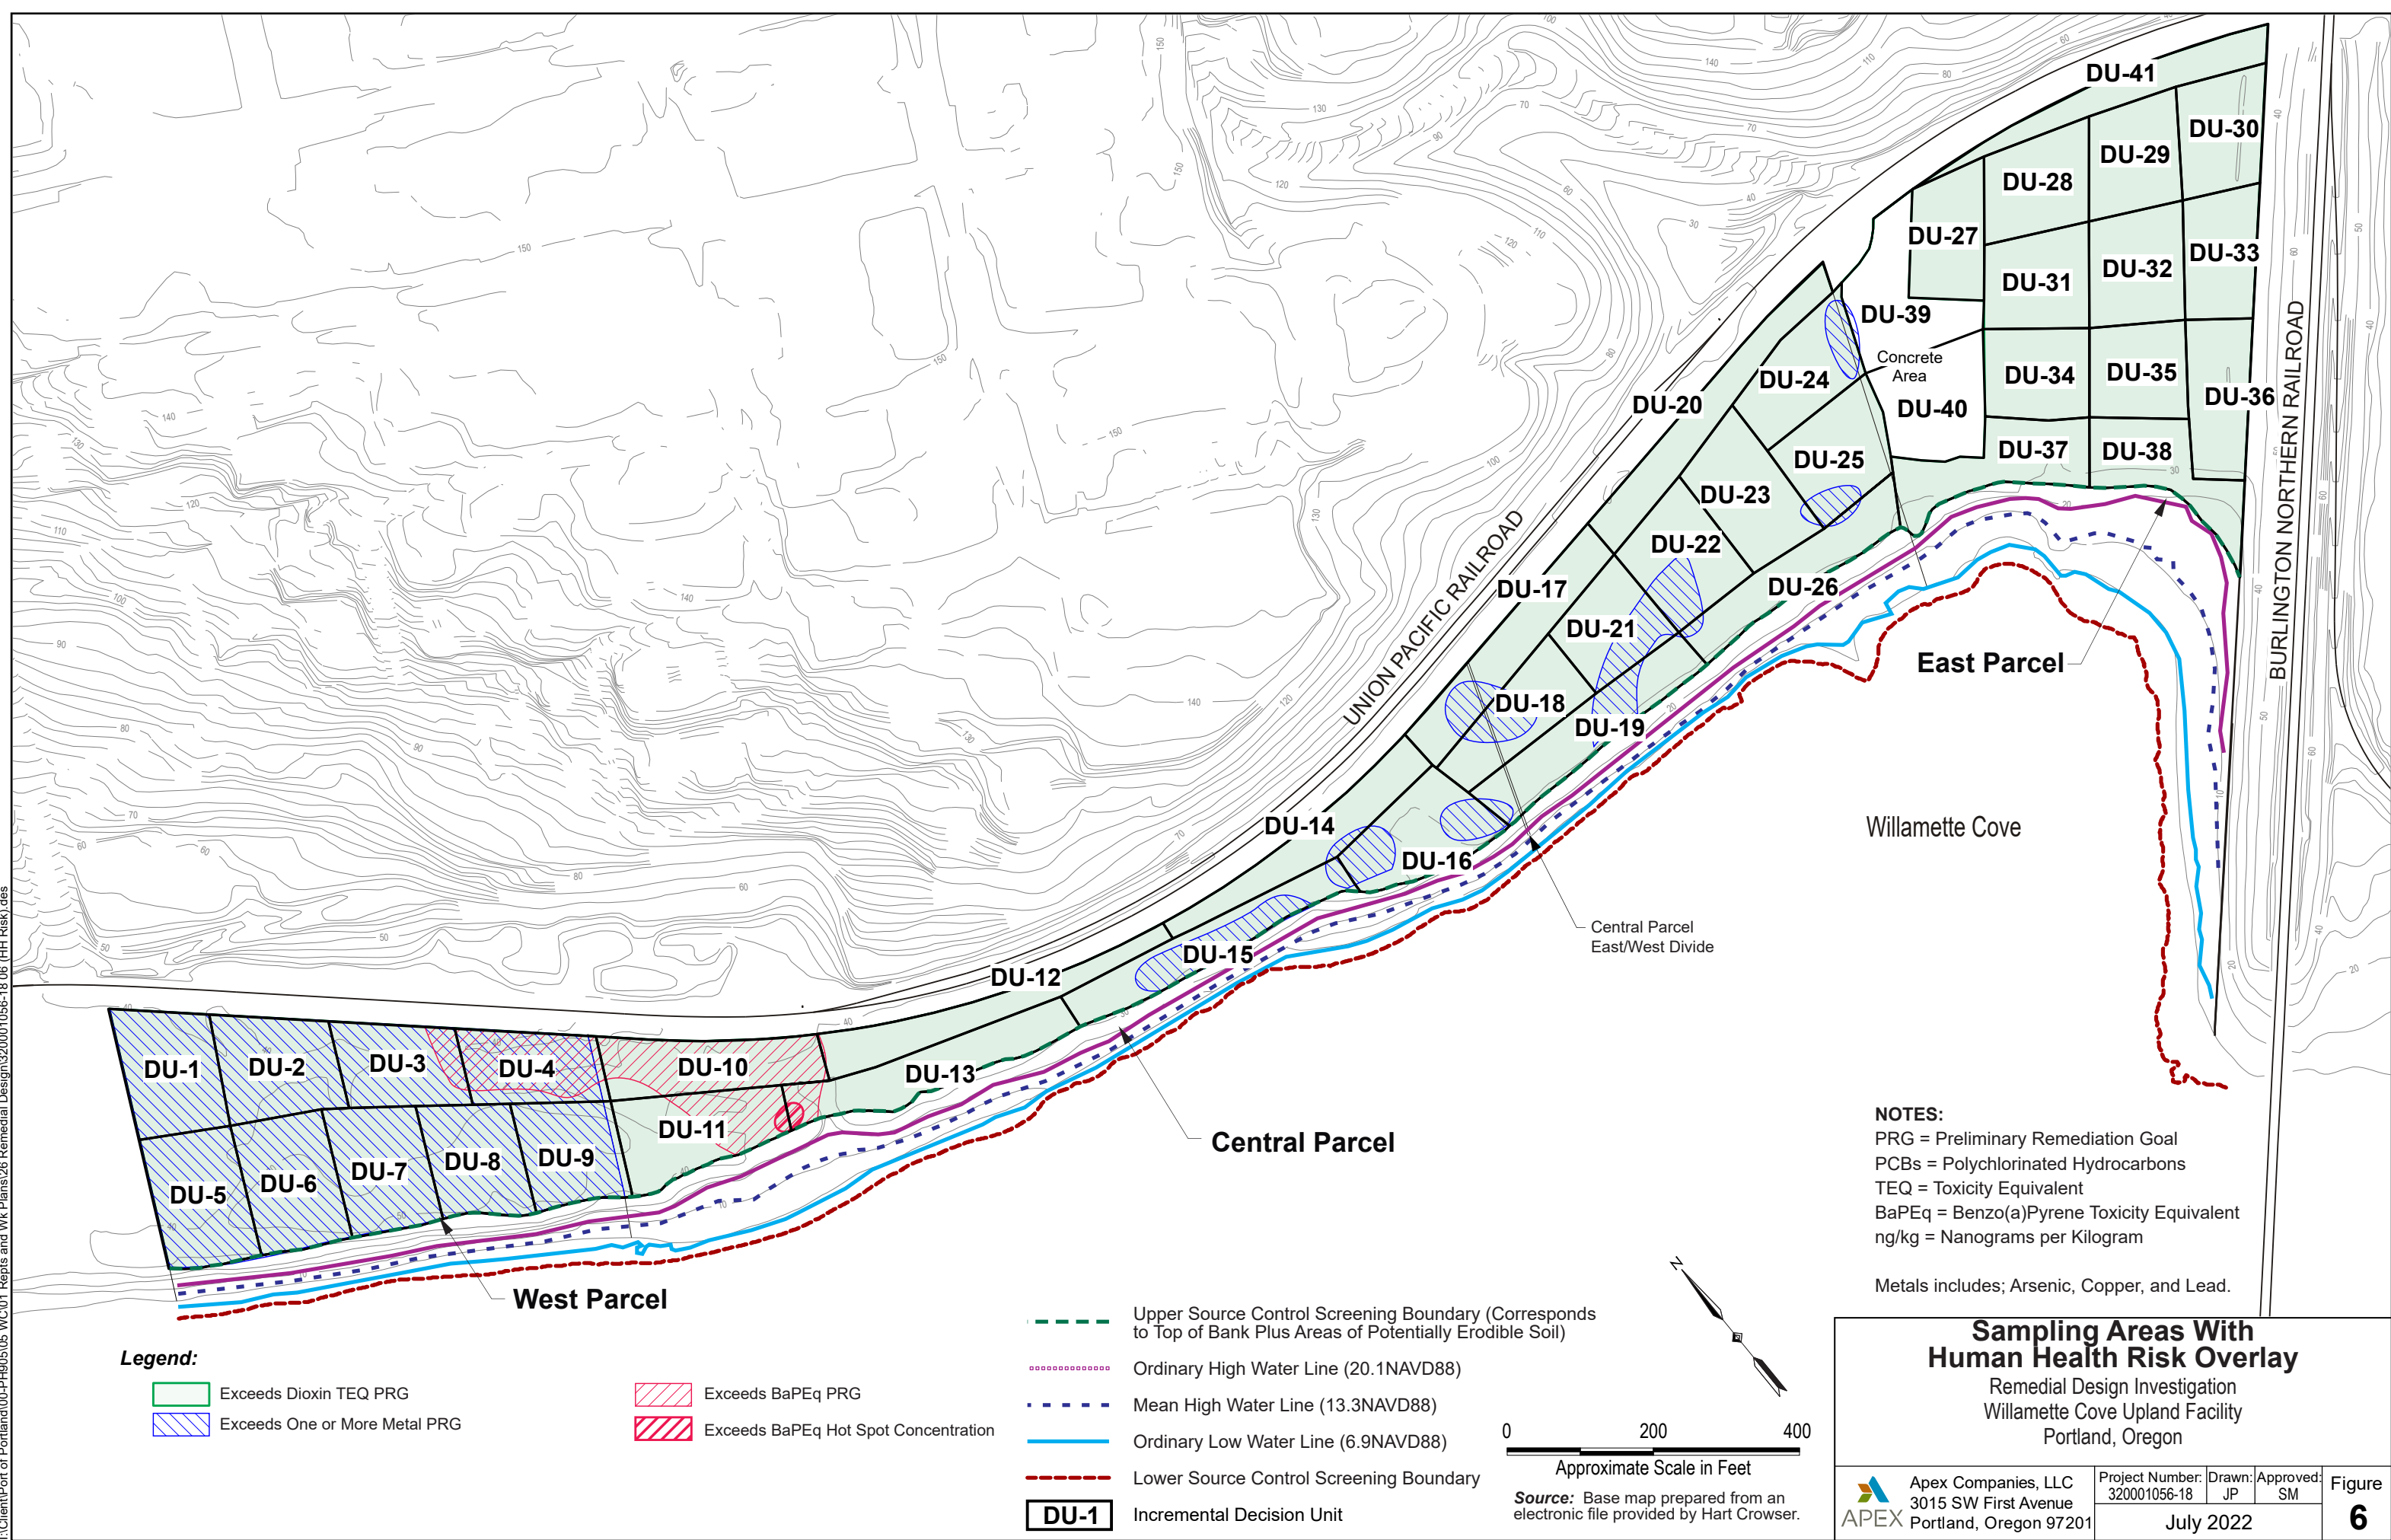 DU-41
DU-30
DU-29
DU-28
DU-27
DU-33
DU-32
DU-31
DU-39
Concrete
Area
DU-24
DU-34
DU-35
DU-36
DU-20
DU-40
DU-37
DU-38
DU-25
DU-23
DU-22
DU-17
DU-26
DU-21
DU-18
DU-19
DU-14
DU-16
DU-15
DU-12
DU-13
DU-10
DU-11
DU-1
DU-2
DU-3
DU-4
DU-5
DU-6
DU-7
DU-8
DU-9
UNION PACIFIC RAILROAD
BURLINGTON NORTHERN RAILROAD
East Parcel
Willamette Cove
Central Parcel
East/West Divide
Central Parcel
West Parcel
NOTES:
PRG = Preliminary Remediation Goal
PCBs = Polychlorinated Hydrocarbons
TEQ = Toxicity Equivalent
BaPEq = Benzo(a)Pyrene Toxicity Equivalent
ng/kg = Nanograms per Kilogram
Metals includes; Arsenic, Copper, and Lead.
Legend:
Exceeds Dioxin TEQ PRG
Exceeds One or More Metal PRG
Exceeds BaPEq PRG
Exceeds BaPEq Hot Spot Concentration
Upper Source Control Screening Boundary (Corresponds
to Top of Bank Plus Areas of Potentially Erodible Soil)
Ordinary High Water Line (20.1NAVD88)
Mean High Water Line (13.3NAVD88)
Ordinary Low Water Line (6.9NAVD88)
Lower Source Control Screening Boundary
DU-1 Incremental Decision Unit
N
0 200 400
Approximate Scale in Feet
Source: Base map prepared from an
electronic file provided by Hart Crowser.
Sampling Areas With
Human Health Risk Overlay
Remedial Design Investigation
Willamette Cove Upland Facility
Portland, Oregon
APEX
Apex Companies, LLC
3015 SW First Avenue
Portland, Oregon 97201
Project Number: 320001056-18
Drawn: JP
Approved: SM
July 2022
Figure
6